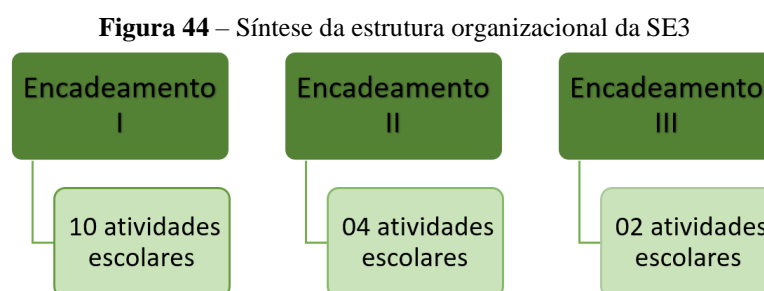 Figura 44 – Síntese da estrutura organizacional da SE3
Encadeamento
I
10 atividades
escolares
Encadeamento
II
04 atividades
escolares
Encadeamento
III
02 atividades
escolares